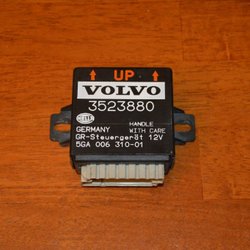 UP
VOLVO
3523880
HANDLE
GERMANY WITH CARE
GR-Steuergerät 12V
5GA 006 310-01